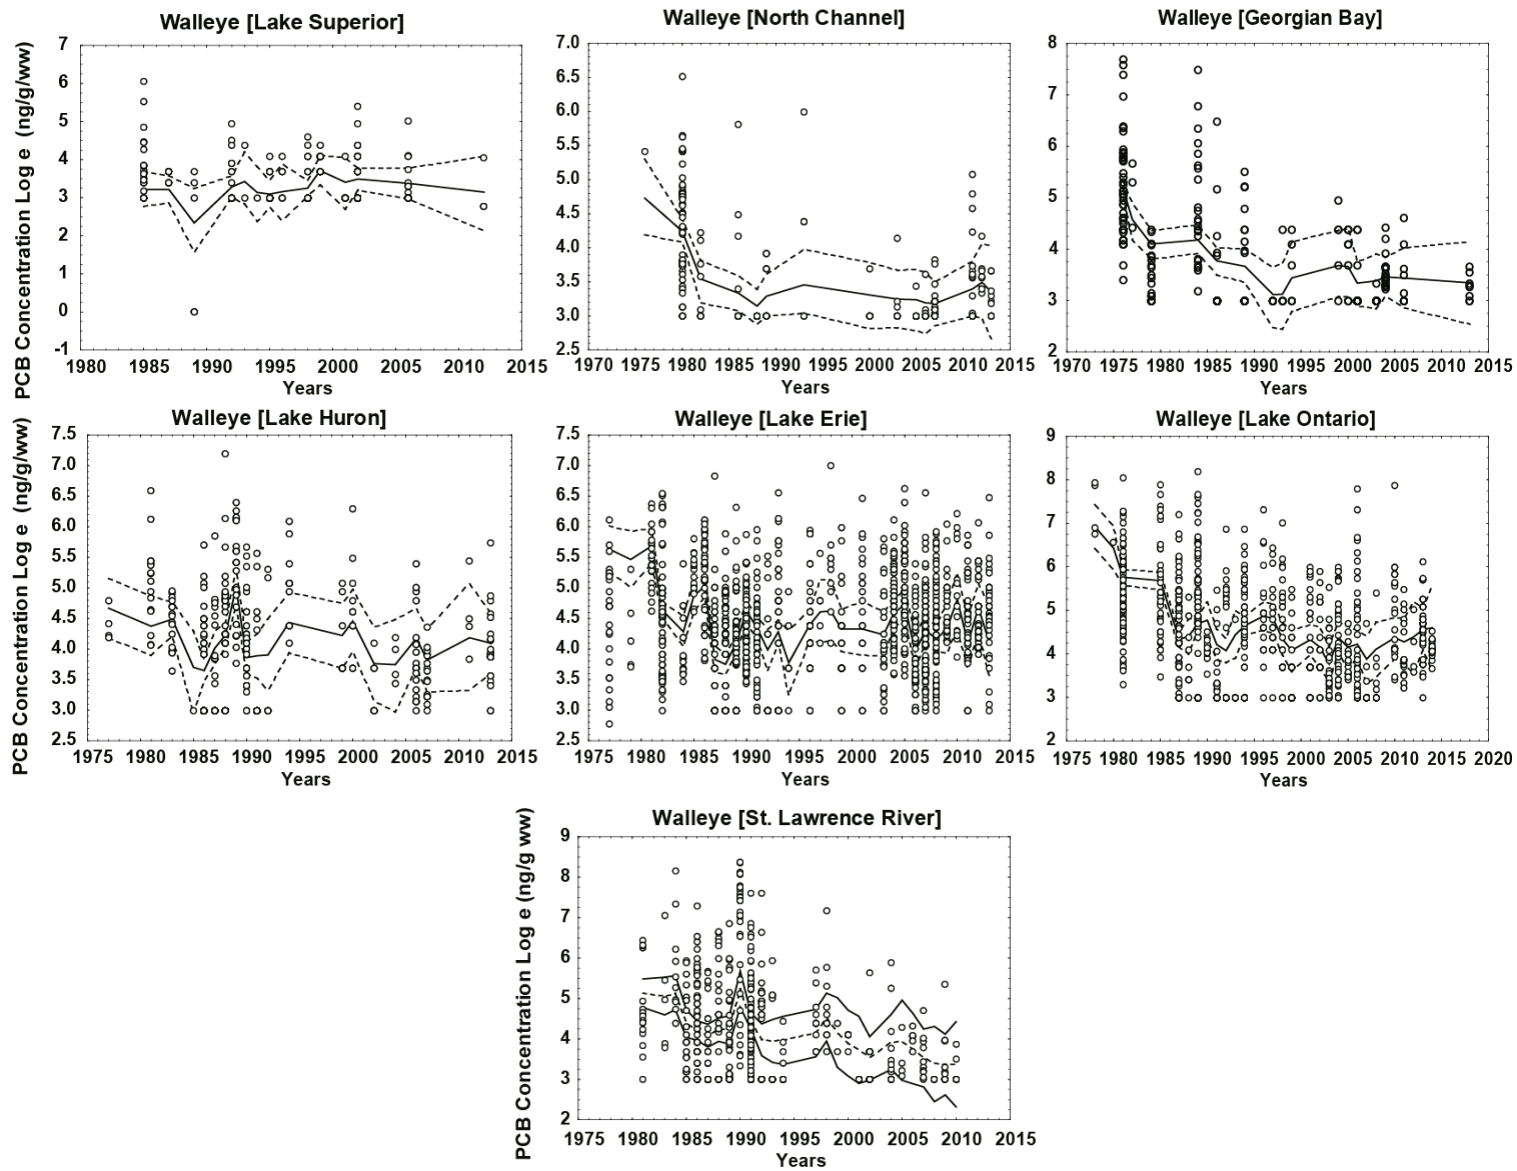 Walleye [Lake Superior]
PCB Concentration Log e (ng/g/ww)
7
6
5
4
3
2
1
0
-1
1980 1985 1990 1995 2000 2005 2010 2015
Years
Walleye [North Channel]
7.0
6.5
6.0
5.5
5.0
4.5
4.0
3.5
3.0
2.5
1970 1975 1980 1985 1990 1995 2000 2005 2010 2015
Years
Walleye [Georgian Bay]
8
7
6
5
4
3
2
1970 1975 1980 1985 1990 1995 2000 2005 2010 2015
Years
Walleye [Lake Huron]
PCB Concentration Log e (ng/g/ww)
7.5
7.0
6.5
6.0
5.5
5.0
4.5
4.0
3.5
3.0
2.5
1975 1980 1985 1990 1995 2000 2005 2010 2015
Years
Walleye [Lake Erie]
7.5
7.0
6.5
6.0
5.5
5.0
4.5
4.0
3.5
3.0
2.5
1975 1980 1985 1990 1995 2000 2005 2010 2015
Years
Walleye [Lake Ontario]
9
8
7
6
5
4
3
2
1975 1980 1985 1990 1995 2000 2005 2010 2015 2020
Years
Walleye [St. Lawrence River]
PCB Concentration Log e (ng/g ww)
9
8
7
6
5
4
3
2
1975 1980 1985 1990 1995 2000 2005 2010 2015
Years